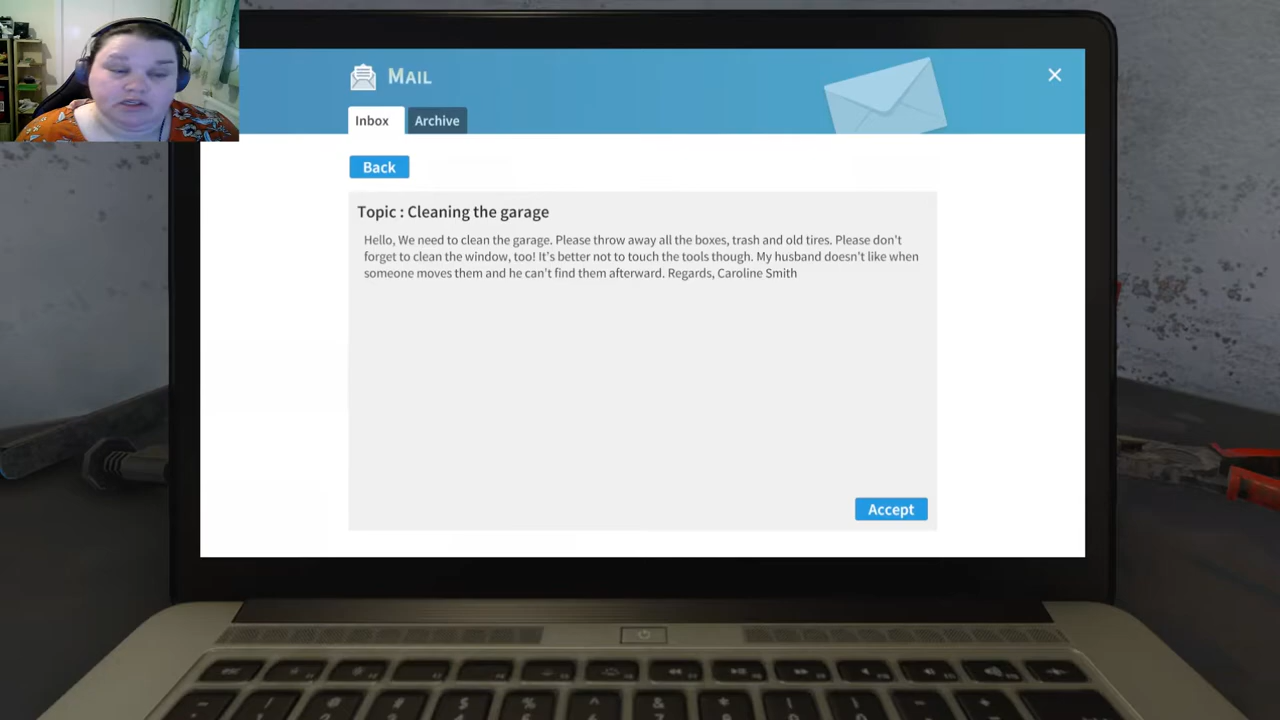 MAIL
Inbox
Archive
Back
Topic : Cleaning the garage
Hello, We need to clean the garage. Please throw away all the boxes, trash and old tires. Please don't
forget to clean the window, too! It's better not to touch the tools though. My husband doesn't like when
someone moves them and he can't find them afterward. Regards, Caroline Smith
Accept